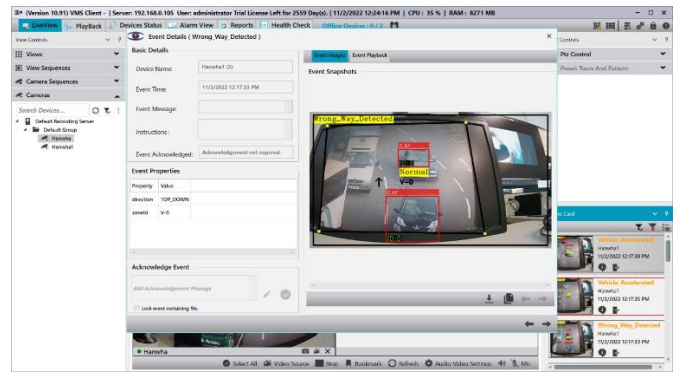 (Version 10.91) VMS Client - | Server: 192.168.0.105 User: administrator Trial License Left for 2559 Day(s). | 11/2/2022 12:24:16 PM | CPU : 35 % | RAM : 8271 MB
LiveView PlayBack Devices Status Alarm View Reports Health Check Offline Devices : 0 / 2
View Controls
Views
View Sequences
Camera Sequences
Cameras
Search Devices...
Default Recording Server
Default Group
Hanwha
Hanwha1
Event Details ( Wrong_Way_Detected )
Basic Details
Device Name: Hanwha1 (3)
Event Time: 11/2/2022 12:17:33 PM
Event Message:
Instructions :
Event Acknowledged: Acknowledgement not required.
Event Properties
Property Value
direction TOP_DOWN
zoneId V-0
Acknowledge Event
Add Acknowledgement Message
Lock event containing file.
Event Images Event Playback
Event Snapshots
Wrong_Way_Detected
Normal
V-0
Controls
Ptz Control
Preset Tours And Pattern
Card
Vehicle_Accelerated
Hanwha1
11/2/2022 12:17:39 PM
Vehicle_Accelerated
Hanwha1
11/2/2022 12:17:35 PM
Wrong_Way_Detected
Hanwha1
11/2/2022 12:17:33 PM
Hanwha
Select All Video Source Stop Bookmark Refresh Audio Video Settings Mic